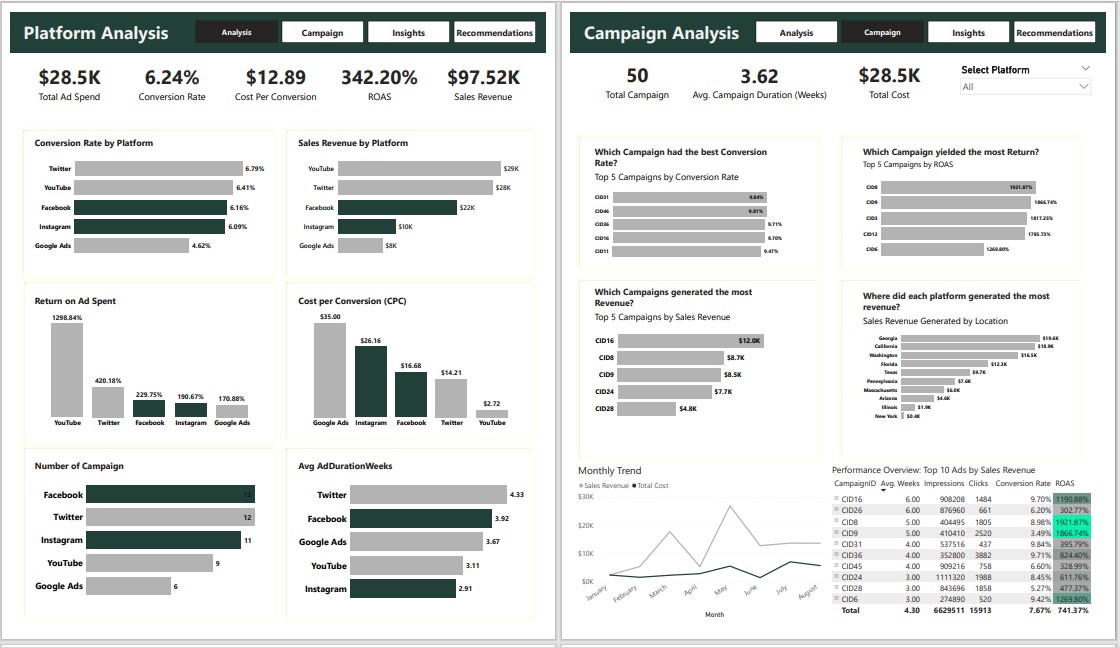 Platform Analysis
Analysis
Campaign
Insights
Recommendations
$28.5K
6.24%
$12.89
342.20%
$97.52K
Total Ad Spend
Conversion Rate
Cost Per Conversion
ROAS
Sales Revenue
Conversion Rate by Platform
Twitter 6.79%
YouTube 6.41%
Facebook 6.16%
Instagram 6.09%
Google Ads 4.62%
Sales Revenue by Platform
YouTube $29K
Twitter $28K
Facebook $22K
Instagram $10K
Google Ads $8K
Return on Ad Spent
1298.84%
420.18%
229.75%
190.67%
170.88%
YouTube Twitter Facebook Instagram Google Ads
Cost per Conversion (CPC)
$35.00
$26.16
$16.68
$14.21
$2.72
Google Ads Instagram Facebook Twitter YouTube
Number of Campaign
Facebook 12
Twitter 12
Instagram 11
YouTube 9
Google Ads 6
Avg AdDurationWeeks
Twitter 4.33
Facebook 3.92
Google Ads 3.67
YouTube 3.11
Instagram 2.91
Campaign Analysis
Analysis
Campaign
Insights
Recommendations
50
3.62
$28.5K
Total Campaign
Avg. Campaign Duration (Weeks)
Total Cost
Select Platform
All
Which Campaign had the best Conversion
Rate?
Top 5 Campaigns by Conversion Rate
CID31 9.84%
CID46 9.81%
CID36 9.71%
CID16 9.70%
CID11 9.47%
Which Campaign yielded the most Return?
Top 5 Campaigns by ROAS
CID8 1921.87%
CID9 1866.74%
CID3 1817.25%
CID12 1785.73%
CID6 1269.80%
Which Campaigns generated the most
Revenue?
Top 5 Campaigns by Sales Revenue
CID16 $12.0K
CID8 $8.7K
CID9 $8.5K
CID24 $7.7K
CID28 $4.8K
Where did each platform generated the most
revenue?
Sales Revenue Generated by Location
Georgia $19.6K
California $18.9K
Washington $16.5K
Florida $12.3K
Texas $9.7K
Pennsylvania $7.6K
Massachusetts $6.0K
Arizona $4.6K
Illinois $1.9K
New York $0.4K
Monthly Trend
Sales Revenue Total Cost
$30K
$20K
$10K
$0K
January February March April May June July August
Month
Performance Overview: Top 10 Ads by Sales Revenue
CampaignID Avg. Weeks Impressions Clicks Conversion Rate ROAS
CID16 6.00 908208 1484 9.70% 1190.88%
CID26 6.00 876960 661 6.20% 302.77%
CID8 5.00 404495 1805 8.98% 1921.87%
CID9 5.00 410410 2520 3.49% 1866.74%
CID31 4.00 537516 437 9.84% 395.79%
CID36 4.00 352800 3882 9.71% 824.40%
CID45 4.00 909216 758 6.60% 328.99%
CID24 3.00 1111320 1988 8.45% 611.76%
CID28 3.00 843696 1858 5.27% 477.37%
CID6 3.00 274890 520 9.42% 1269.80%
Total 4.30 6629511 15913 7.67% 741.37%